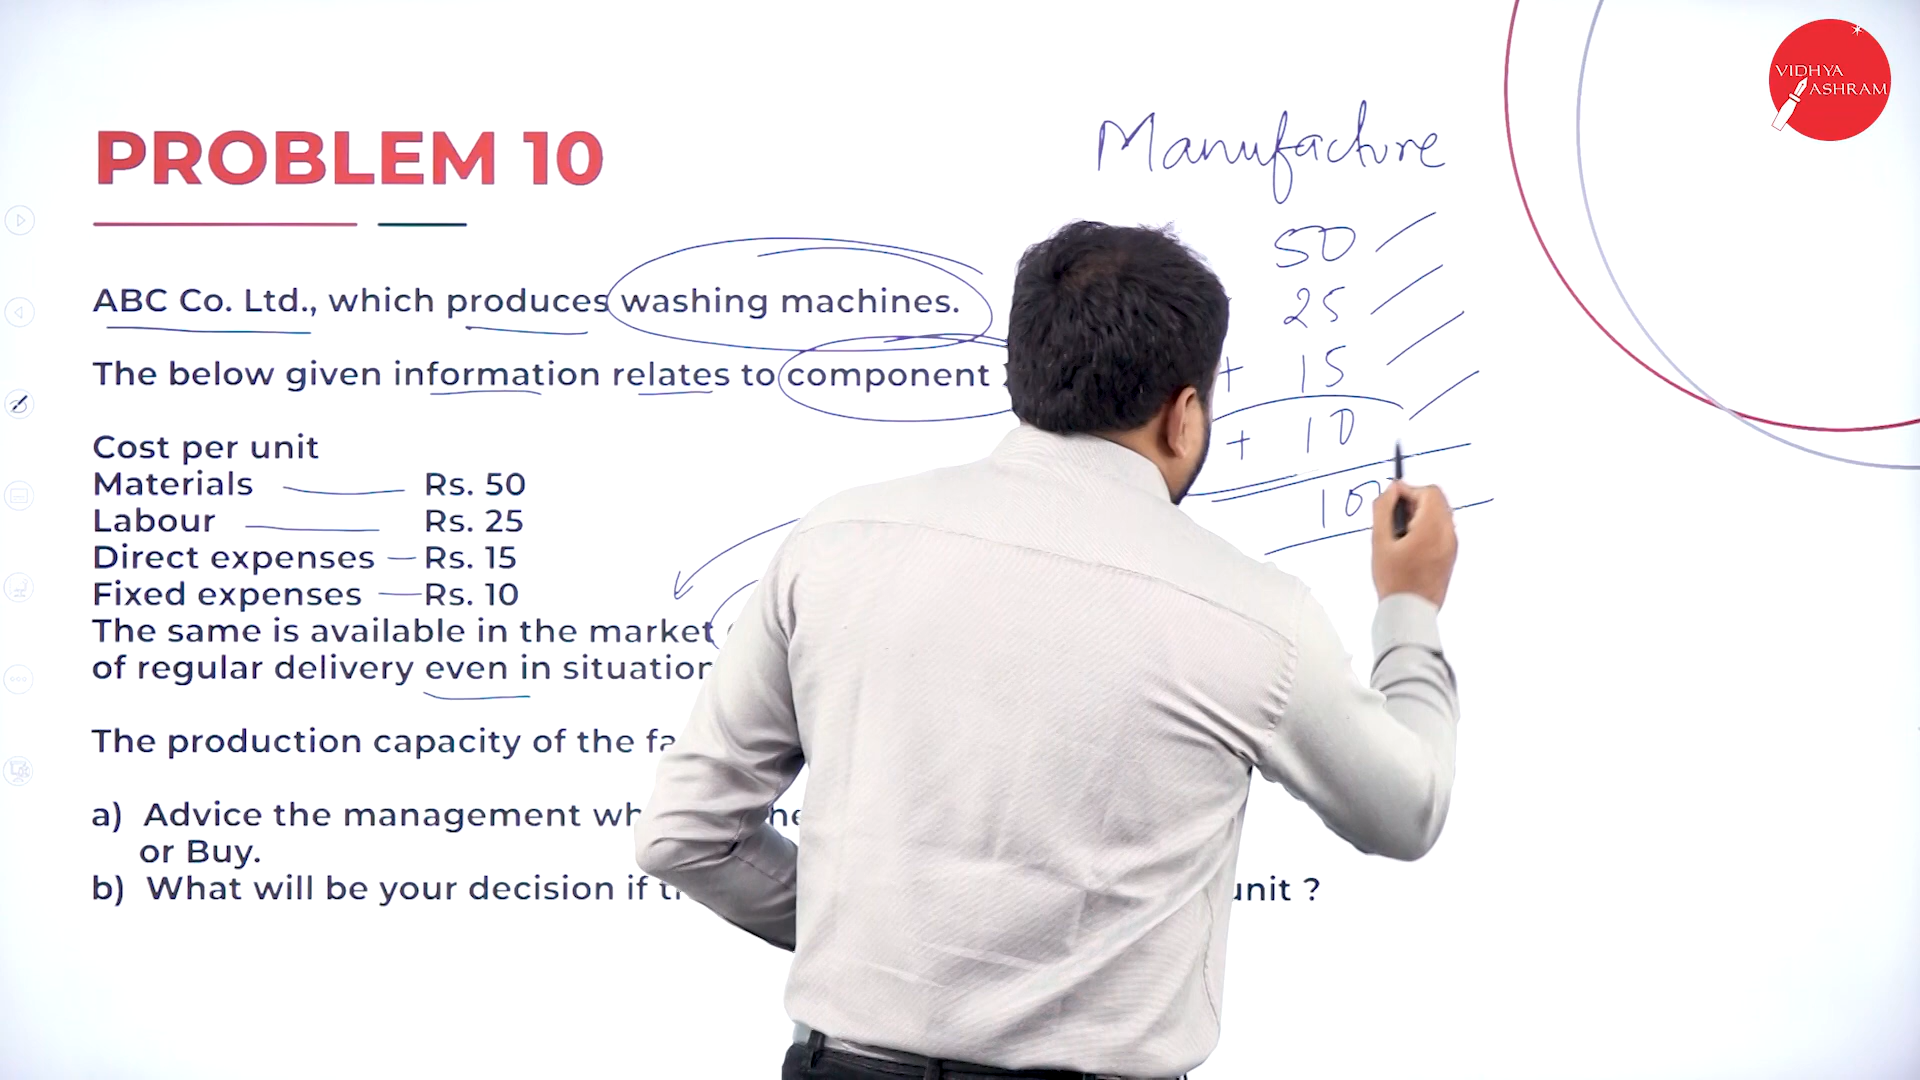 VIDHYA
ASHRAM
PROBLEM 10
Manufacture
50
25
+ 15
+ 10
ABC Co. Ltd., which produces washing machines.
The below given information relates to component
Cost per unit
Materials Rs. 50
Labour Rs. 25
Direct expenses Rs. 15
Fixed expenses Rs. 10
The same is available in the market
of regular delivery even in
The production capacity of the
a) Advice the management
or Buy.
b) What will be your decision if unit ?